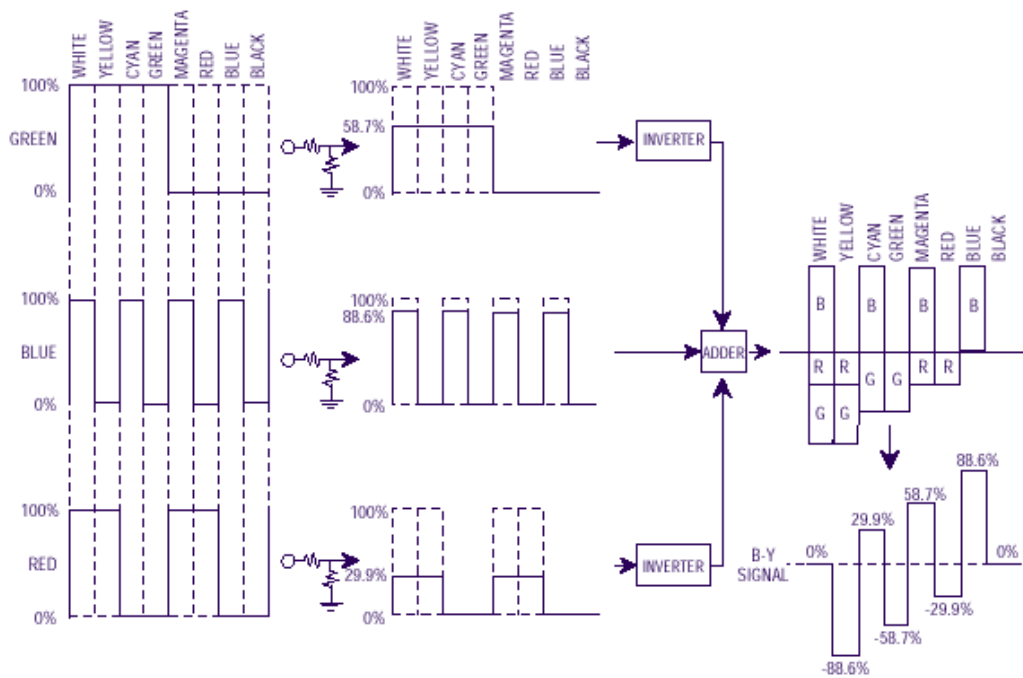 WHITE
YELLOW
CYAN
GREEN
MAGENTA
RED
BLUE
BLACK
100%
GREEN
0%
WHITE
YELLOW
CYAN
GREEN
MAGENTA
RED
BLUE
BLACK
100%
58.7%
0%
INVERTER
100%
BLUE
0%
100%
88.6%
0%
ADDER
WHITE
YELLOW
CYAN
GREEN
MAGENTA
RED
BLUE
BLACK
B B B B
R R G G R R
G G
100%
RED
0%
100%
29.9%
0%
INVERTER
B-Y
SIGNAL
0%
-88.6%
29.9%
-58.7%
58.7%
-29.9%
88.6%
0%